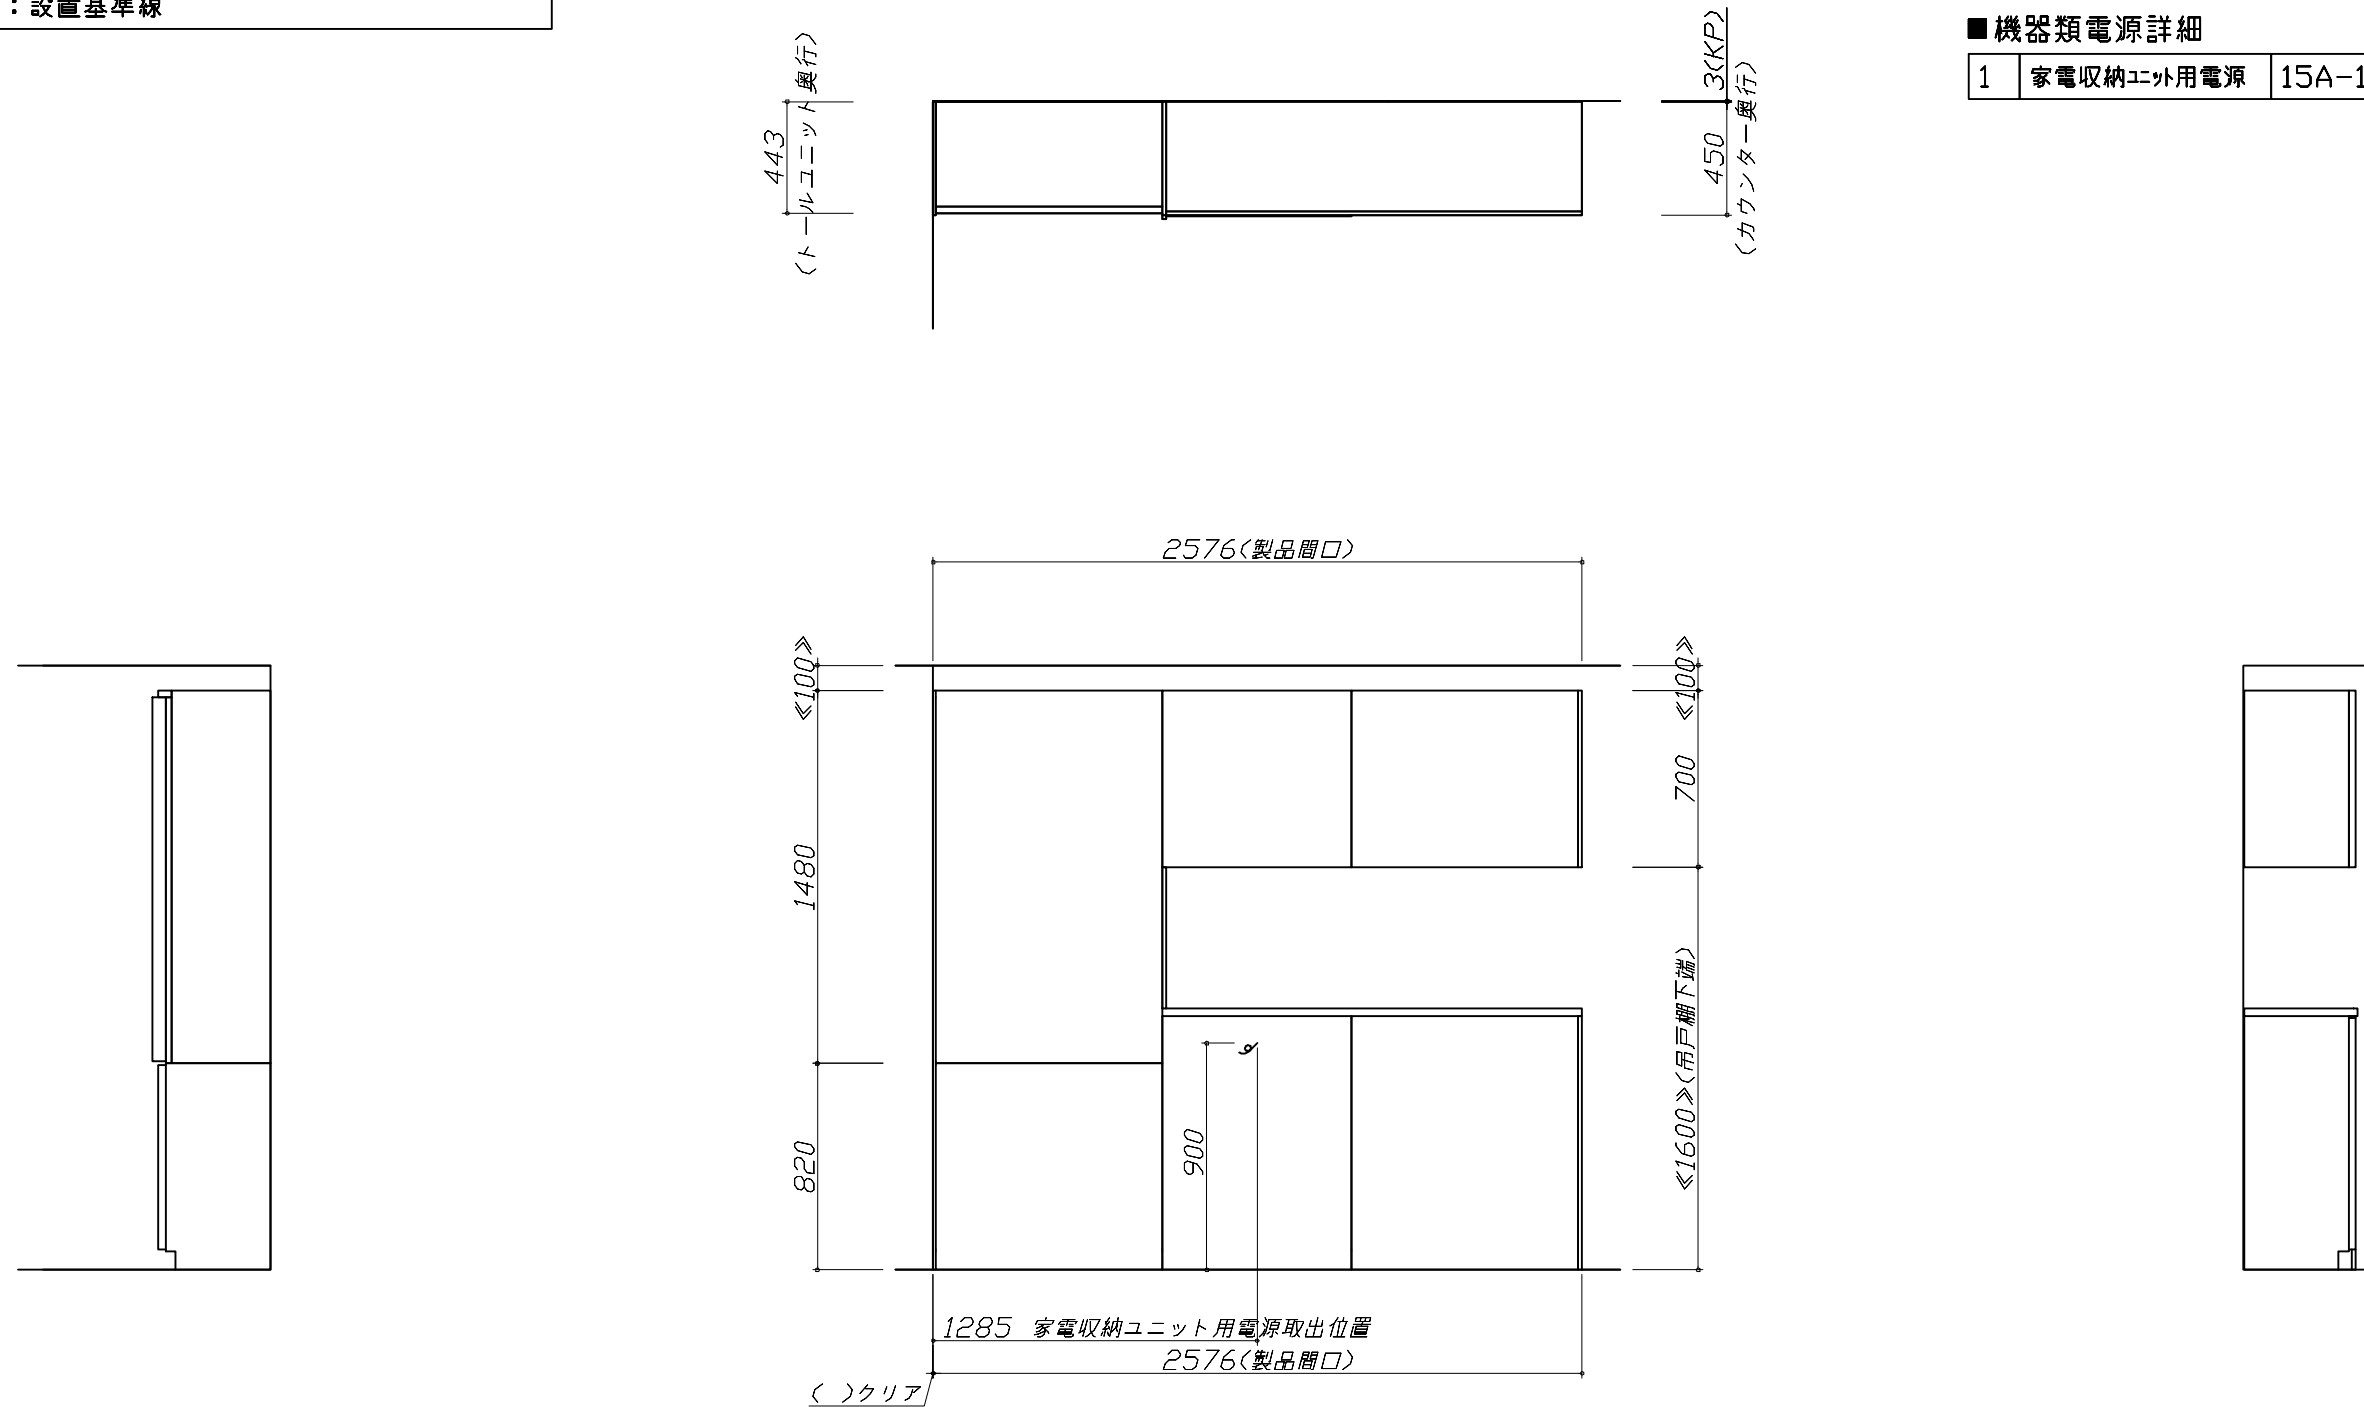 ：設置基準線
■機器類電源詳細
1 家電収納ユニット用電源 15A-1
443
(トールユニット奥行)
3(KP)
450
(カウンター奥行)
2576(製品間口)
≪100≫
1480
820
≪100≫
700
≪1600≫(吊戸棚下端)
900
1285 家電収納ユニット用電源取出位置
2576(製品間口)
( )クリア